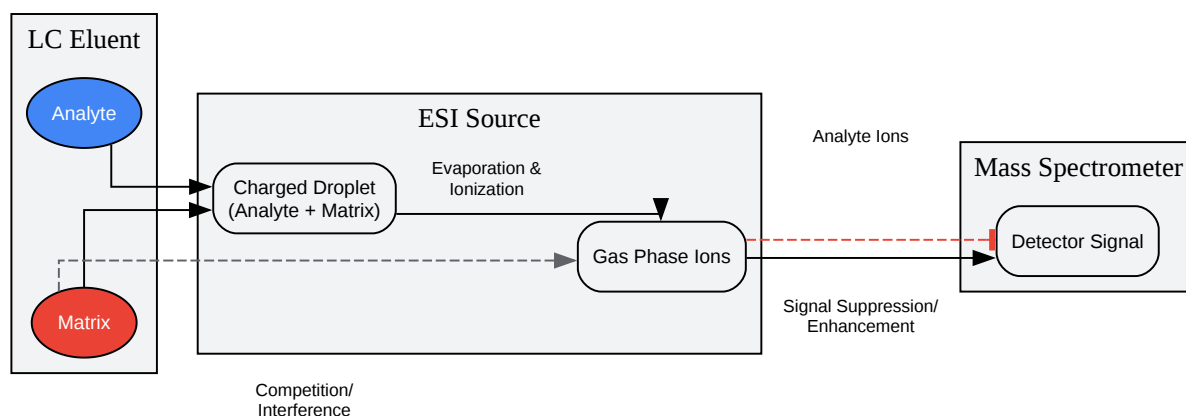 LC Eluent
Analyte
Matrix
ESI Source
Charged Droplet
(Analyte + Matrix)
Evaporation &
Ionization
Gas Phase Ions
Competition/
Interference
Analyte Ions
Signal Suppression/
Enhancement
Mass Spectrometer
Detector Signal